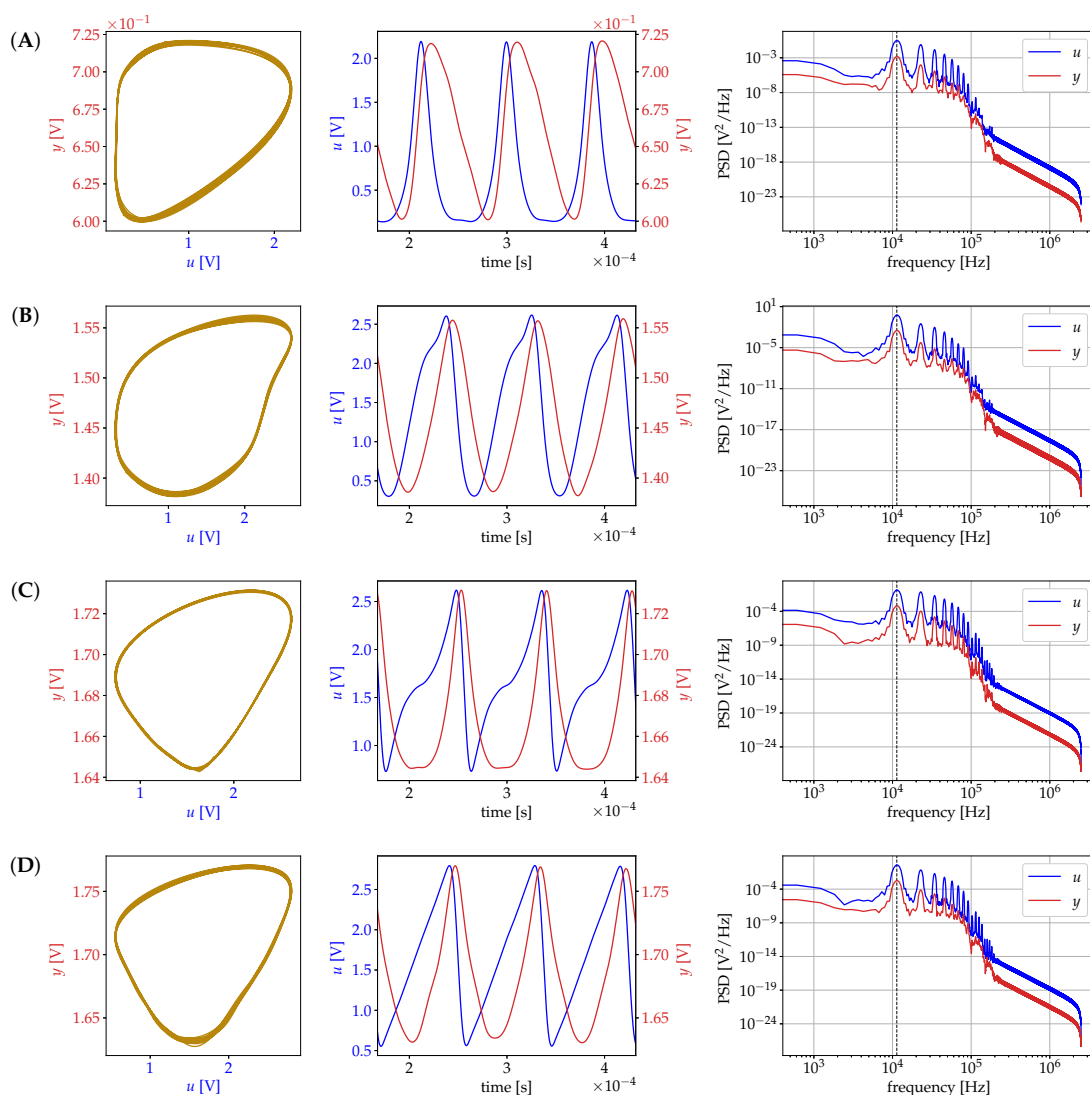 (A)
×10⁻¹
7.25
7.00
6.75
6.50
6.25
6.00
y [V]
1
2
u [V]
2.0
1.5
1.0
0.5
u [V]
2
3
4
time [s]
×10⁻⁴
×10⁻¹
7.25
7.00
6.75
6.50
6.25
6.00
y [V]
10⁻³
10⁻⁸
10⁻¹³
10⁻¹⁸
10⁻²³
PSD [V²/Hz]
u
y
10³
10⁴
10⁵
10⁶
frequency [Hz]
(B)
1.55
1.50
1.45
1.40
y [V]
1
2
u [V]
2.5
2.0
1.5
1.0
0.5
u [V]
2
3
4
time [s]
×10⁻⁴
1.55
1.50
1.45
1.40
y [V]
10¹
10⁻⁵
10⁻¹¹
10⁻¹⁷
10⁻²³
PSD [V²/Hz]
u
y
10³
10⁴
10⁵
10⁶
frequency [Hz]
(C)
1.72
1.70
1.68
1.66
1.64
y [V]
1
2
u [V]
2.5
2.0
1.5
1.0
u [V]
2
3
4
time [s]
×10⁻⁴
1.72
1.70
1.68
1.66
1.64
y [V]
10⁻⁴
10⁻⁹
10⁻¹⁴
10⁻¹⁹
10⁻²⁴
PSD [V²/Hz]
u
y
10³
10⁴
10⁵
10⁶
frequency [Hz]
(D)
1.75
1.70
1.65
y [V]
1
2
u [V]
2.5
2.0
1.5
1.0
0.5
u [V]
2
3
4
time [s]
×10⁻⁴
1.75
1.70
1.65
y [V]
10⁻⁴
10⁻⁹
10⁻¹⁴
10⁻¹⁹
10⁻²⁴
PSD [V²/Hz]
u
y
10³
10⁴
10⁵
10⁶
frequency [Hz]